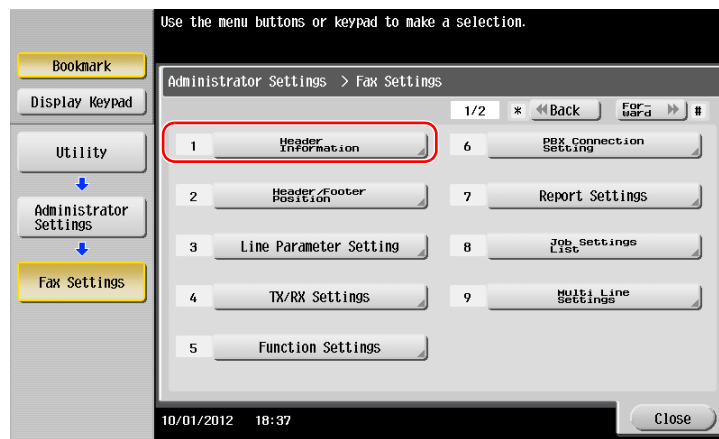 Use the menu buttons or keypad to make a selection.
Bookmark
Display Keypad
Utility
Administrator
Settings
Fax Settings
Administrator Settings > Fax Settings
1/2 * Back For-
ward #
1 Header
Information
2 Header/Footer
Position
3 Line Parameter Setting
4 TX/RX Settings
5 Function Settings
6 PBX Connection
Setting
7 Report Settings
8 Job Settings
List
9 Multi Line
Settings
10/01/2012 18:37
Close